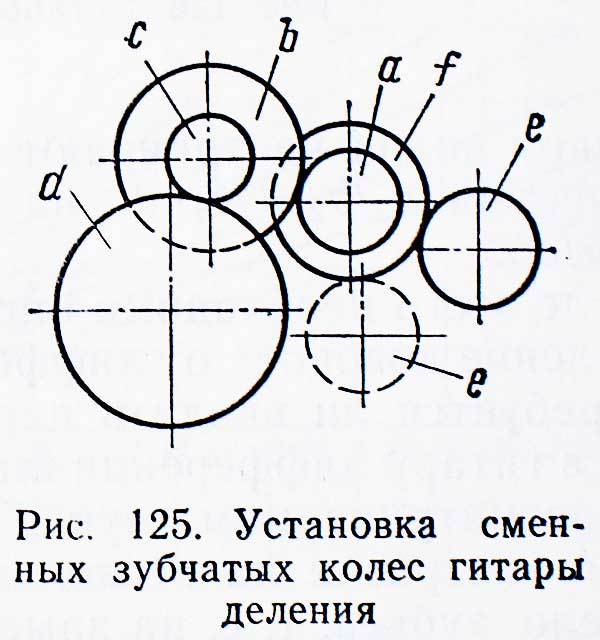 c
b
a
f
e
d
e
Рис. 125. Установка смен-
ных зубчатых колес гитары
деления